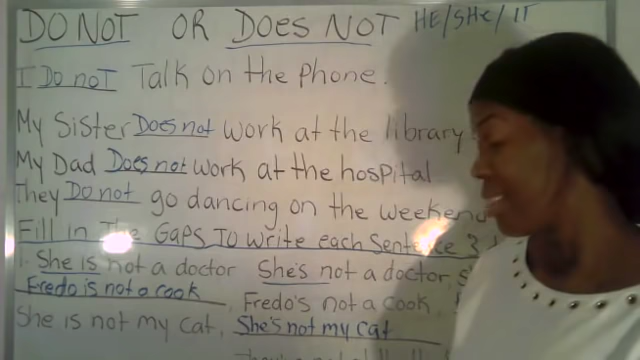 DO NOT OR DOES NOT HE/SHE/IT
I Do noT Talk on the Phone.
My Sister Does not work at the library
My Dad Does not work at the hospital
They Do not go dancing on the weekend
Fill in The Gaps To write each Sentence 3
1. She is not a doctor She's not a doctor, s
Fredo is not a cook, Fredo's not a cook,
She is not my cat, She's not my cat